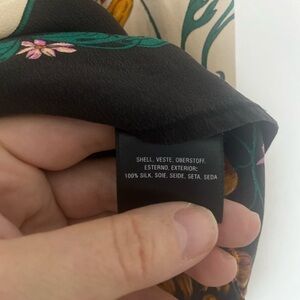 SHELL, VESTE, OBERSTOFF,
ESTERNO, EXTERIOR:
100% SILK, SOIE, SEIDE, SETA, SEDA